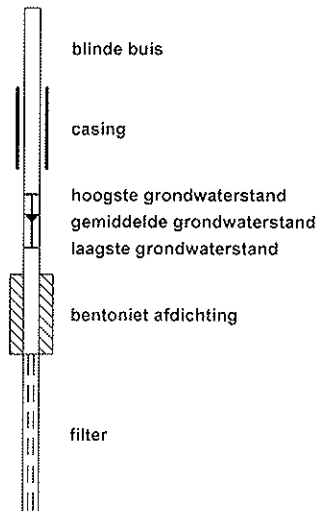 blinde buis
casing
hoogste grondwaterstand
gemiddelde grondwaterstand
laagste grondwaterstand
bentoniet afdichting
filter